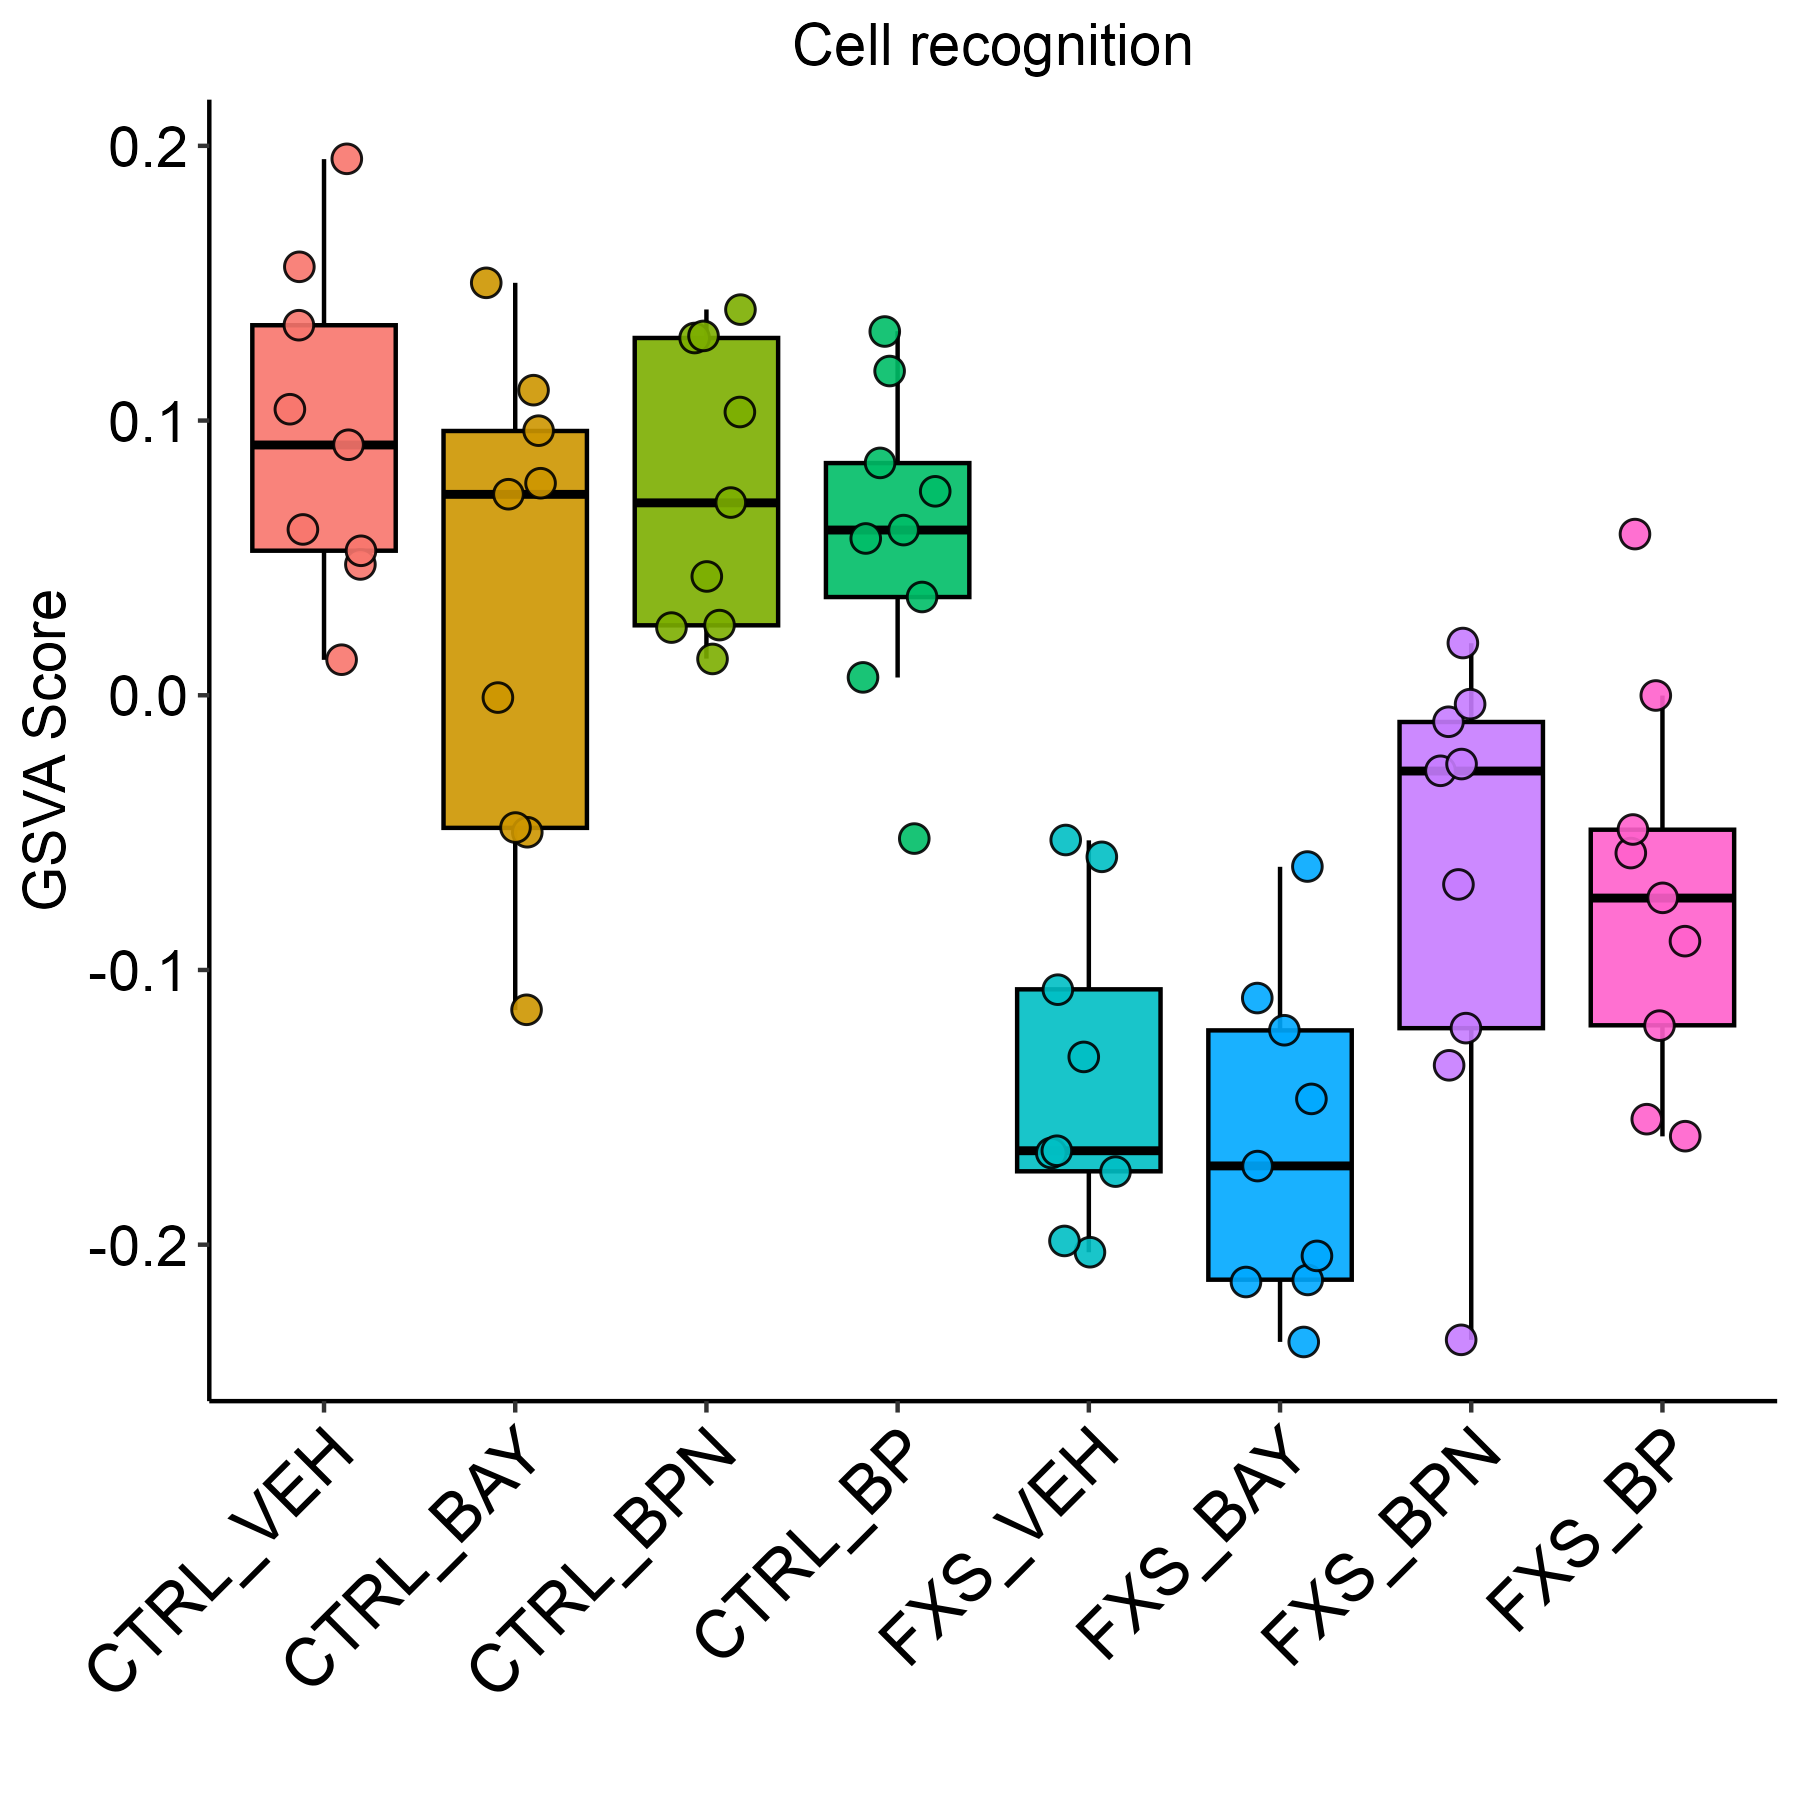 Cell recognition
GSVA Score
0.2
0.1
0.0
-0.1
-0.2
CTRL_VEH
CTRL_BAY
CTRL_BPN
CTRL_BP
FXS_VEH
FXS_BAY
FXS_BPN
FXS_BP